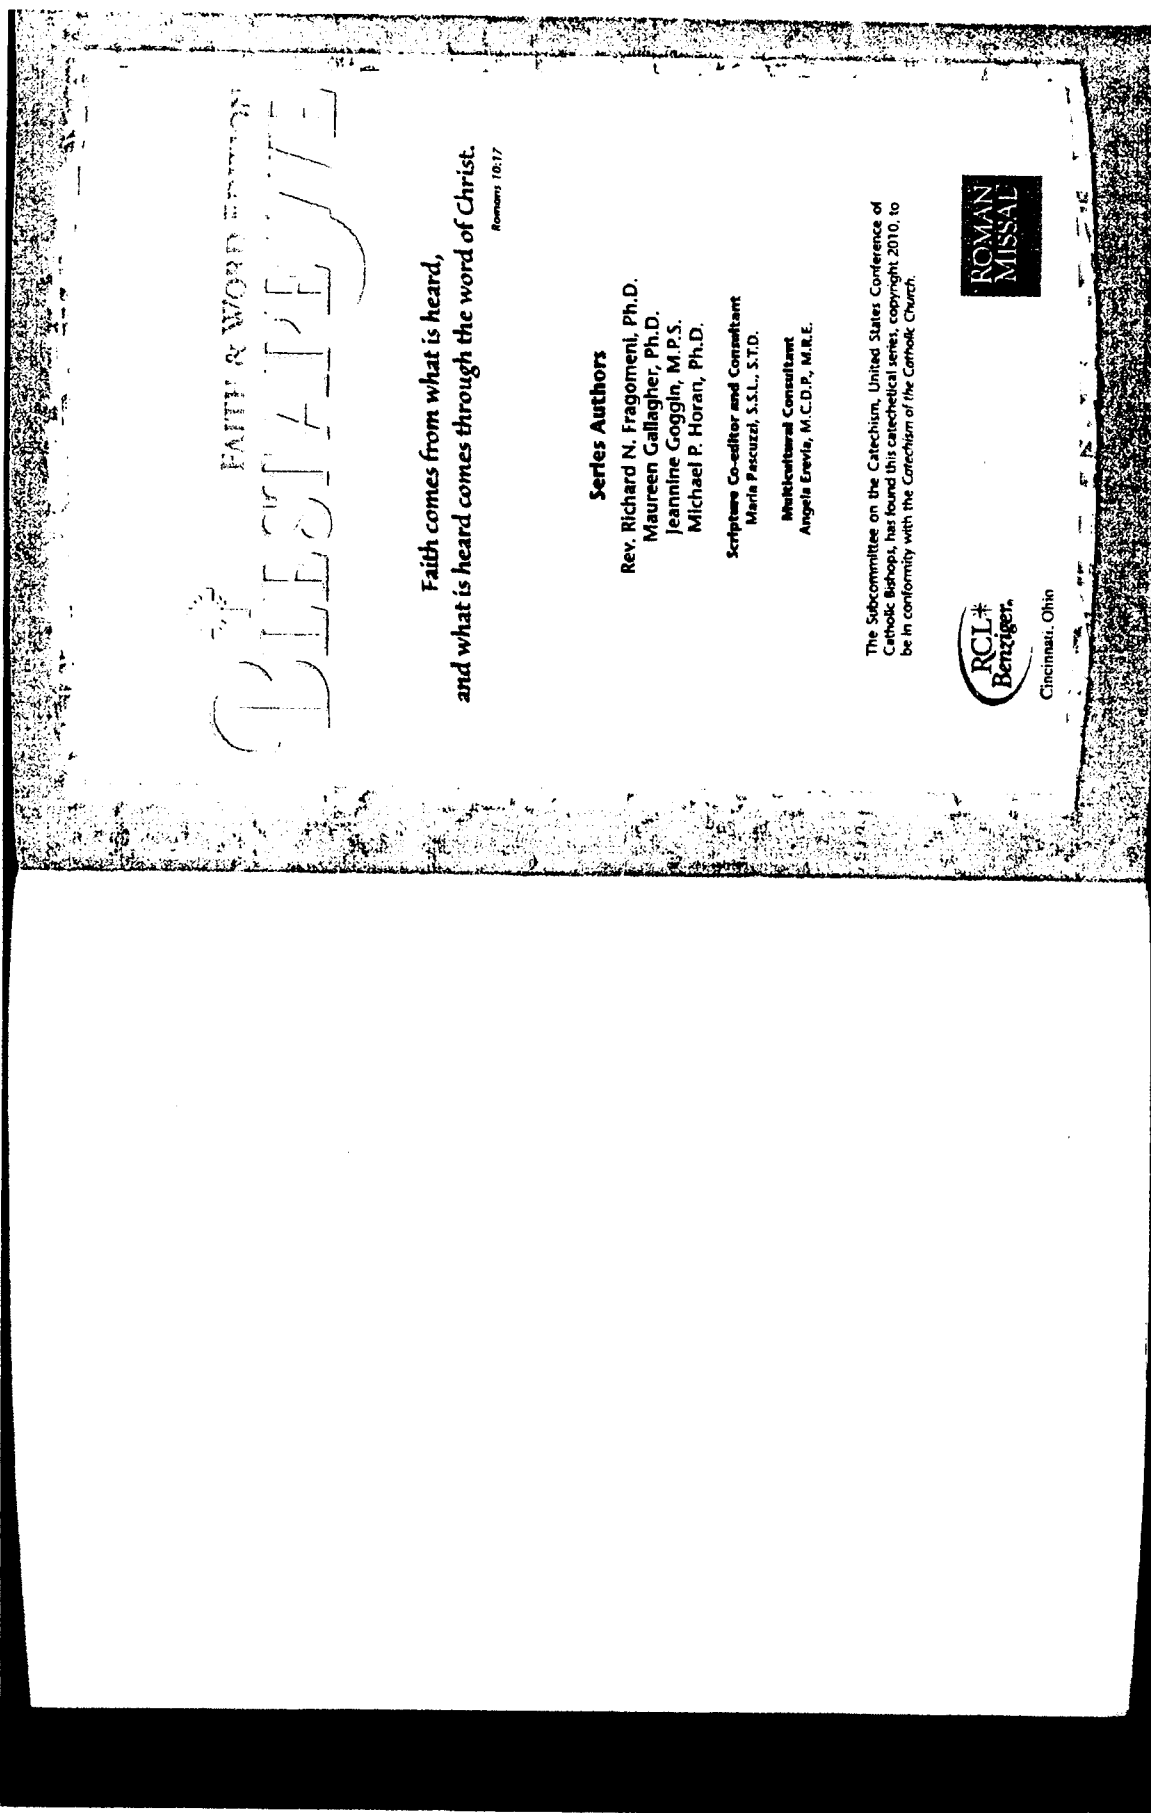 FAITH & WORD EDITION
BLEST ARE WE
Faith comes from what is heard,
and what is heard comes through the word of Christ.
Romans 10:17
Series Authors
Rev. Richard N. Fragomeni, Ph.D.
Maureen Gallagher, Ph.D.
Jeannine Goggin, M.P.S.
Michael P. Horan, Ph.D.
Scripture Co-editor and Consultant
Maria Pascuzzi, S.S.L., S.T.D.
Multicultural Consultant
Angela Erevia, M.C.D.P., M.R.E.
The Subcommittee on the Catechism, United States Conference of
Catholic Bishops, has found this catechetical series, copyright 2010, to
be in conformity with the Catechism of the Catholic Church.
RCL
Benziger®
Cincinnati, Ohio
ROMAN
MISSAL